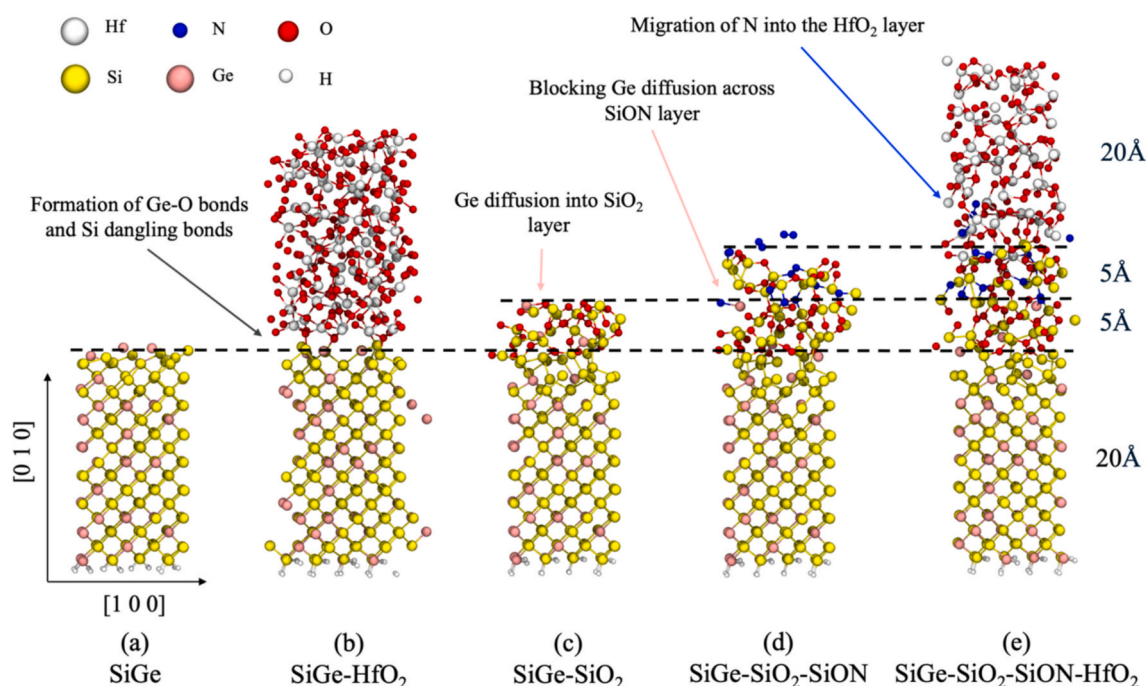 Hf
N
O
Si
Ge
H
Migration of N into the HfO₂ layer
Blocking Ge diffusion across
SiON layer
Formation of Ge-O bonds
and Si dangling bonds
Ge diffusion into SiO₂
layer
20Å
5Å
5Å
20Å
[0 1 0]
[1 0 0]
(a)
SiGe
(b)
SiGe-HfO₂
(c)
SiGe-SiO₂
(d)
SiGe-SiO₂-SiON
(e)
SiGe-SiO₂-SiON-HfO₂